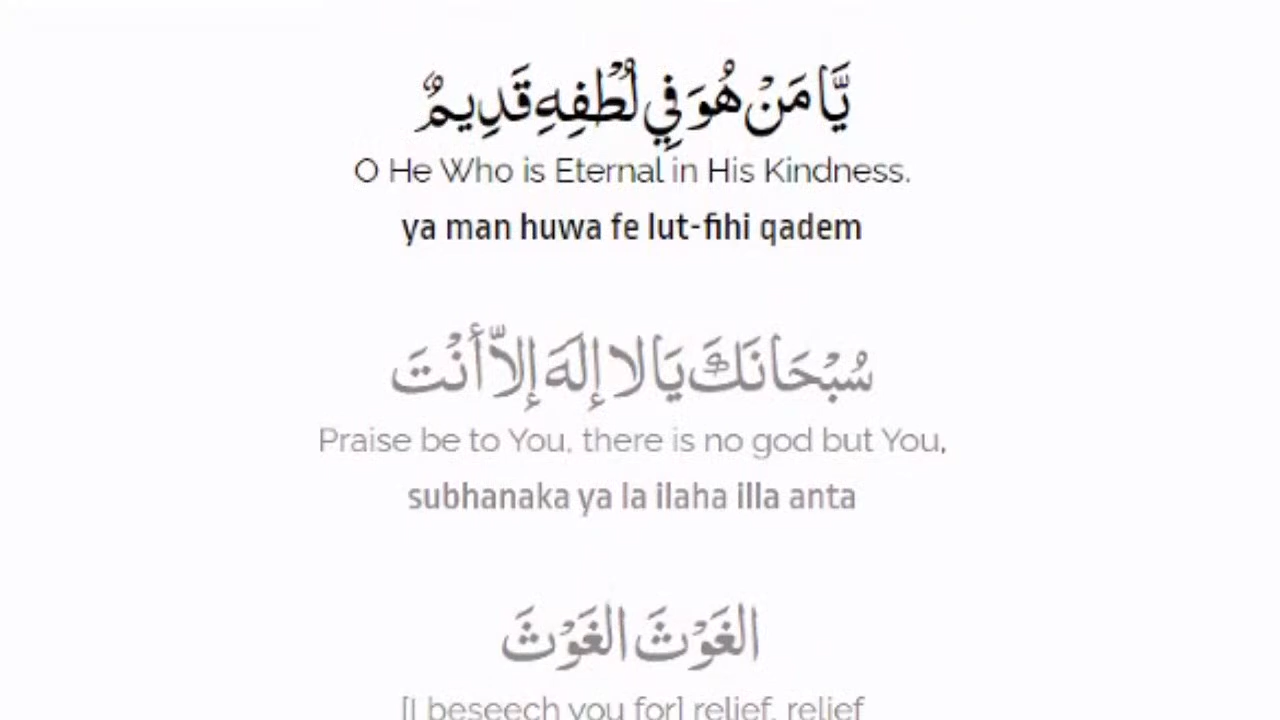 يَّا مَنْ هُوَ فِي لُطْفِهِ قَدِيمٌ
O He Who is Eternal in His Kindness.
ya man huwa fe lut-fihi qadem
سُبْحَانَكَ يَا لا إِلَهَ إِلاَّ أَنْتَ
Praise be to You, there is no god but You,
subhanaka ya la ilaha illa anta
الغَوْثَ الغَوْثَ
[I beseech you for] relief, relief